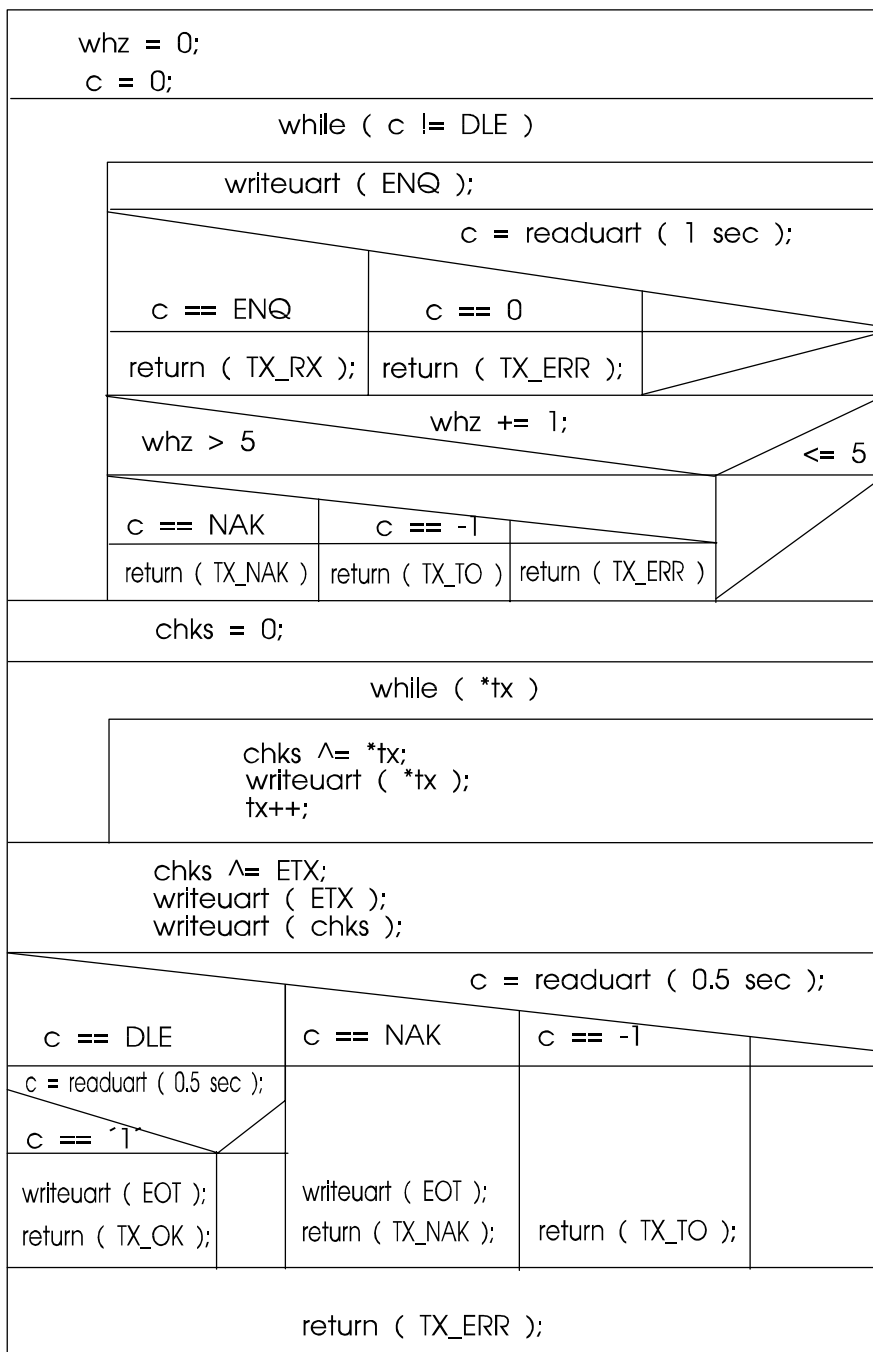 whz = 0;
c = 0;
while ( c != DLE )
writeuart ( ENQ );
c = readuart ( 1 sec );
c == ENQ
c == 0
return ( TX_RX );
return ( TX_ERR );
whz += 1;
whz > 5
<= 5
c == NAK
c == -1
return ( TX_NAK )
return ( TX_TO )
return ( TX_ERR )
chks = 0;
while ( *tx )
chks ^= *tx;
writeuart ( *tx );
tx++;
chks ^= ETX;
writeuart ( ETX );
writeuart ( chks );
c = readuart ( 0.5 sec );
c == DLE
c == NAK
c == -1
c = readuart ( 0.5 sec );
c == ´1´
writeuart ( EOT );
return ( TX_OK );
writeuart ( EOT );
return ( TX_NAK );
return ( TX_TO );
return ( TX_ERR );